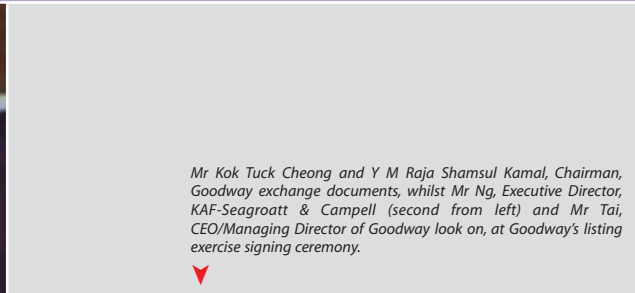 Mr Kok Tuck Cheong and Y M Raja Shamsul Kamal, Chairman,
Goodway exchange documents, whilst Mr Ng, Executive Director,
KAF-Seagroatt & Campell (second from left) and Mr Tai,
CEO/Managing Director of Goodway look on, at Goodway's listing
exercise signing ceremony.